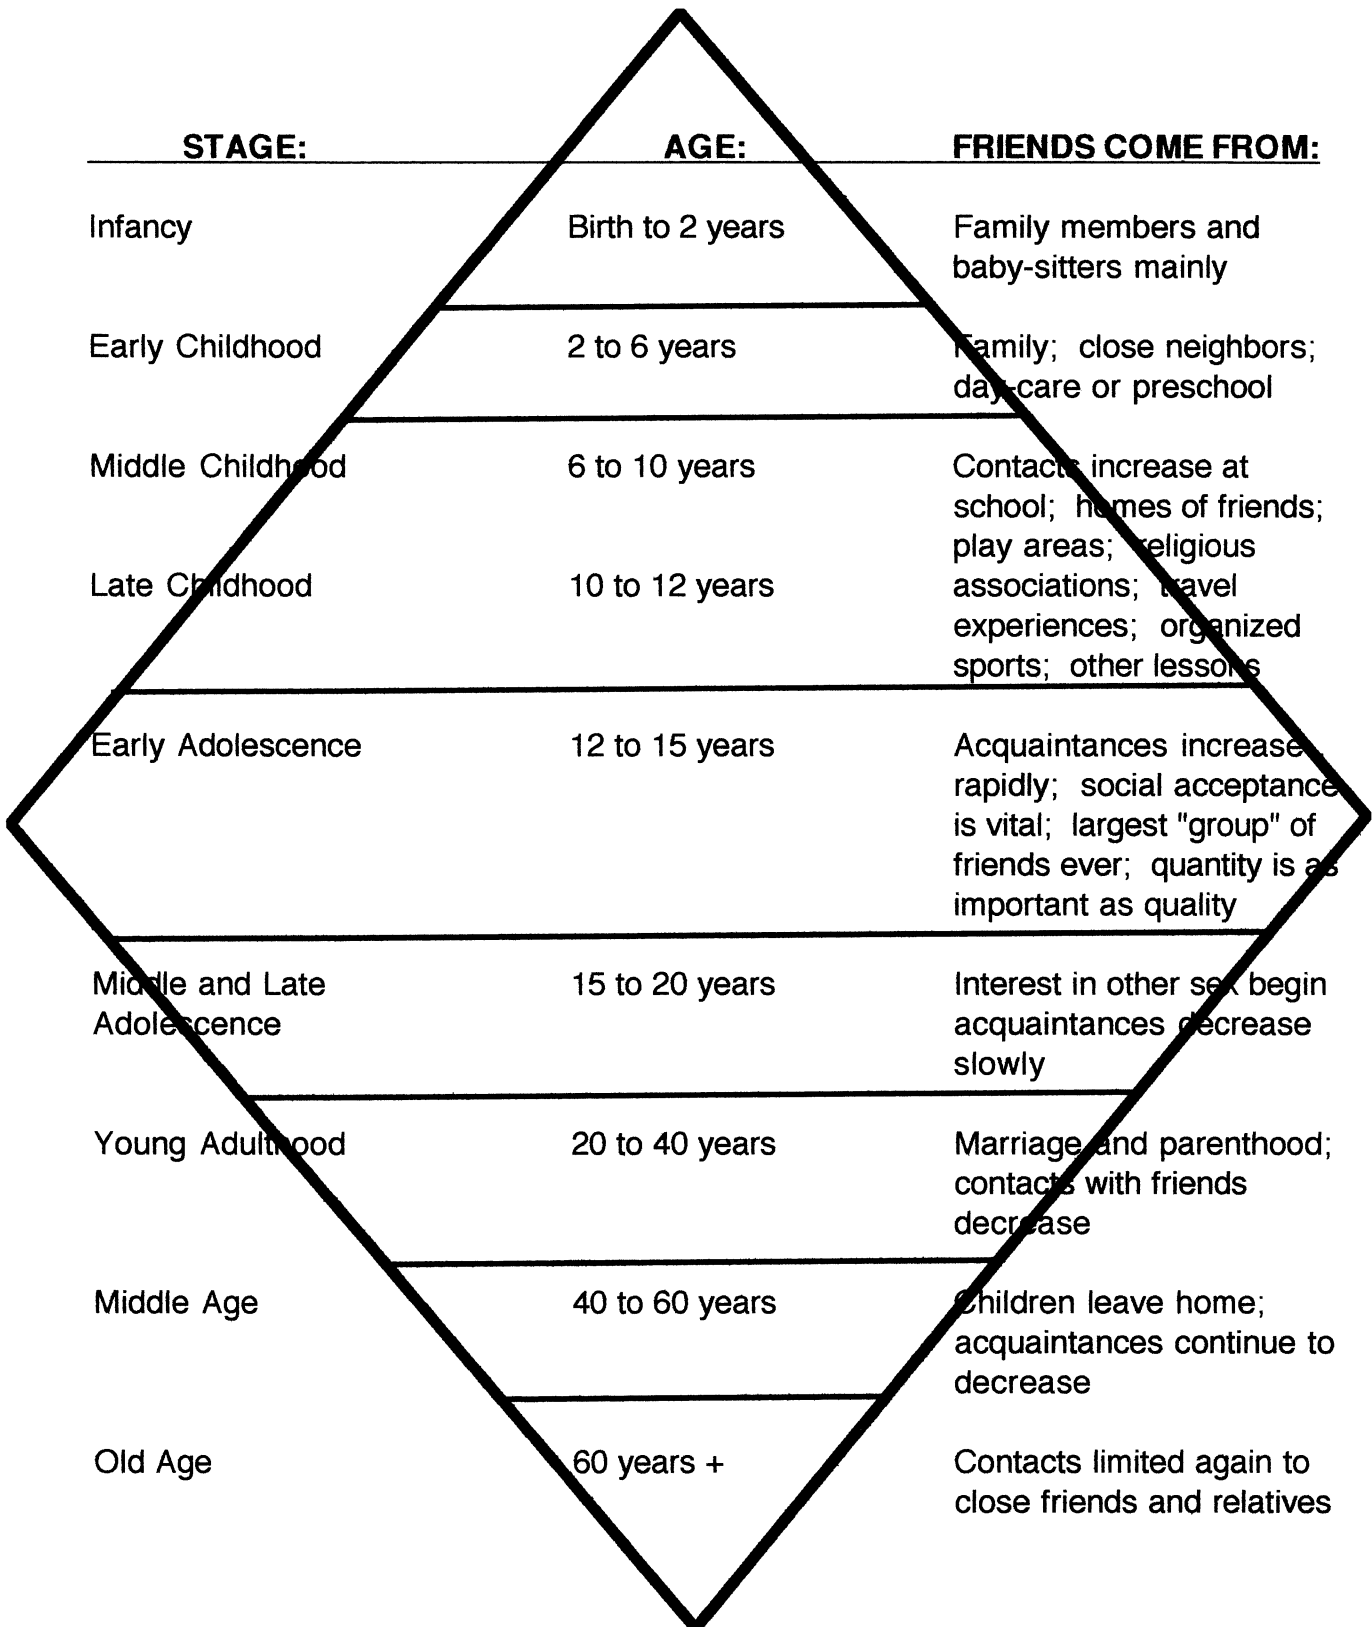 STAGE: AGE: FRIENDS COME FROM:
Infancy Birth to 2 years Family members and
baby-sitters mainly
Early Childhood 2 to 6 years Family; close neighbors;
day-care or preschool
Middle Childhood 6 to 10 years Contacts increase at
school; homes of friends;
play areas; religious
Late Childhood 10 to 12 years associations; travel
experiences; organized
sports; other lessons
Early Adolescence 12 to 15 years Acquaintances increase
rapidly; social acceptance
is vital; largest "group" of
friends ever; quantity is as
important as quality
Middle and Late 15 to 20 years Interest in other sex begin
Adolescence acquaintances decrease
slowly
Young Adulthood 20 to 40 years Marriage and parenthood;
contacts with friends
decrease
Middle Age 40 to 60 years Children leave home;
acquaintances continue to
decrease
Old Age 60 years + Contacts limited again to
close friends and relatives